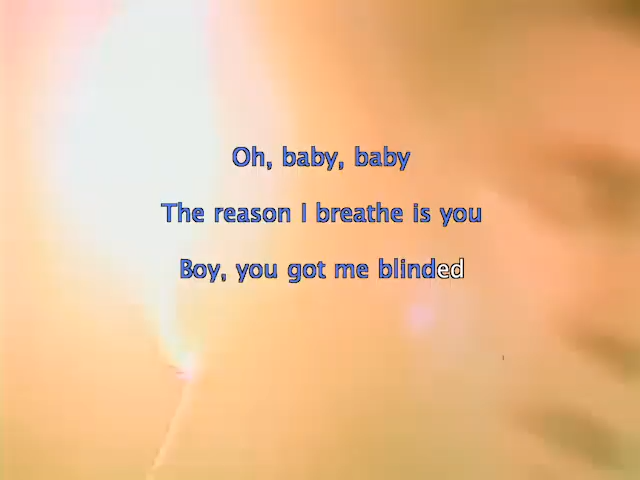 Oh, baby, baby
The reason I breathe is you
Boy, you got me blinded